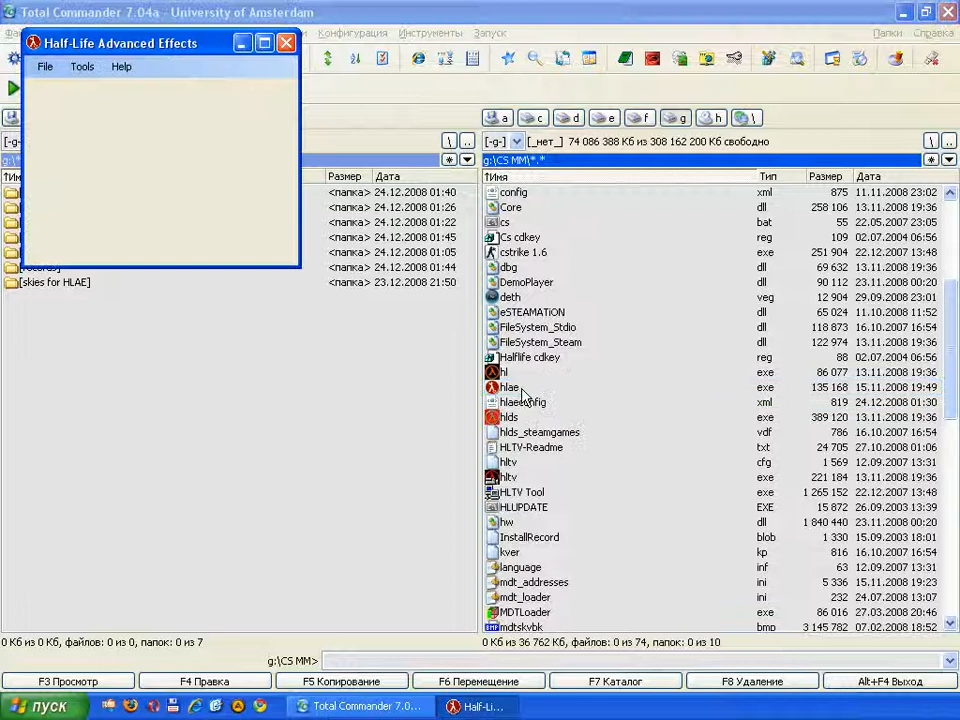 Total Commander 7.04a - University of Amsterdam
Half-Life Advanced Effects
File Tools Help
Конфигурация Инструменты Запуск Папки Справка
a c d e f g h \
[-g-] [_нет_] 74 086 388 Кб из 308 162 200 Кб свободно \ ..
g:\CS MM\*.* * ▼
Размер Дата
<папка> 24.12.2008 01:40
<папка> 24.12.2008 01:26
<папка> 24.12.2008 01:22
<папка> 24.12.2008 01:45
<папка> 24.12.2008 01:05
<папка> 24.12.2008 01:44
[skies for HLAE] <папка> 23.12.2008 21:50
↑Имя Тип Размер Дата
config xml 875 11.11.2008 23:02
Core dll 258 106 13.11.2008 19:36
cs bat 55 22.05.2007 23:05
Cs cdkey reg 109 02.07.2004 06:56
cstrike 1.6 exe 251 904 22.12.2007 13:48
dbg dll 69 632 13.11.2008 19:36
DemoPlayer dll 90 112 23.11.2008 00:20
deth veg 12 904 29.09.2008 23:01
eSTEAMATiON dll 65 024 11.10.2008 11:52
FileSystem_Stdio dll 118 873 16.10.2007 16:54
FileSystem_Steam dll 122 974 13.11.2008 19:36
Halflife cdkey reg 88 02.07.2004 06:56
hl exe 86 077 13.11.2008 19:36
hlae exe 135 168 15.11.2008 19:49
hlaeconfig xml 819 24.12.2008 01:30
hlds exe 389 120 13.11.2008 19:36
hlds_steamgames vdf 786 16.10.2007 16:54
HLTV-Readme txt 24 705 27.10.2008 01:06
hltv cfg 1 569 12.09.2007 13:31
hltv exe 221 184 13.11.2008 19:36
HLTV Tool exe 1 265 152 22.12.2007 13:48
HLUPDATE EXE 15 872 26.09.2003 13:39
hw dll 1 840 440 23.11.2008 00:20
InstallRecord blob 1 330 15.09.2003 18:01
kver kp 816 16.10.2007 16:54
language inf 63 12.09.2007 13:31
mdt_addresses ini 5 336 15.11.2008 19:23
mdt_loader ini 232 24.07.2008 13:07
MDTLoader exe 86 016 27.03.2008 20:46
mdtskybk bmp 3 145 782 07.02.2008 18:52
0 Кб из 0 Кб, файлов: 0 из 0, папок: 0 из 7
0 Кб из 36 762 Кб, файлов: 0 из 74, папок: 0 из 10
g:\CS MM>
F3 Просмотр F4 Правка F5 Копирование F6 Перемещение F7 Каталог F8 Удаление Alt+F4 Выход
пуск Total Commander 7.0... Half-Li...